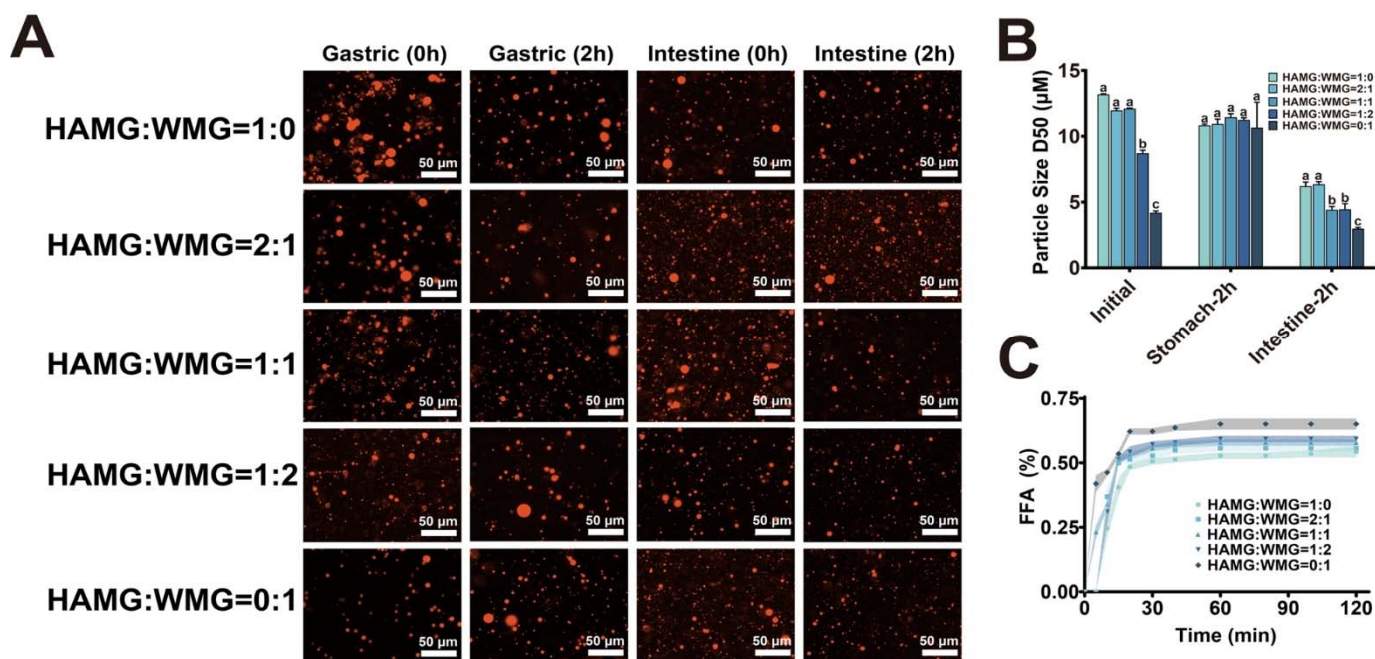 A
Gastric (0h) Gastric (2h) Intestine (0h) Intestine (2h)
HAMG:WMG=1:0
50 µm 50 µm 50 µm 50 µm
HAMG:WMG=2:1
50 µm 50 µm 50 µm 50 µm
HAMG:WMG=1:1
50 µm 50 µm 50 µm 50 µm
HAMG:WMG=1:2
50 µm 50 µm 50 µm 50 µm
HAMG:WMG=0:1
50 µm 50 µm 50 µm 50 µm
B
Particle Size D50 (µM)
15
10
5
0
a a a b c
a a a a a
a a b b c
HAMG:WMG=1:0
HAMG:WMG=2:1
HAMG:WMG=1:1
HAMG:WMG=1:2
HAMG:WMG=0:1
Initial
Stomach-2h
Intestine-2h
C
FFA (%)
0.75
0.50
0.25
0.00
HAMG:WMG=1:0
HAMG:WMG=2:1
HAMG:WMG=1:1
HAMG:WMG=1:2
HAMG:WMG=0:1
0 30 60 90 120
Time (min)